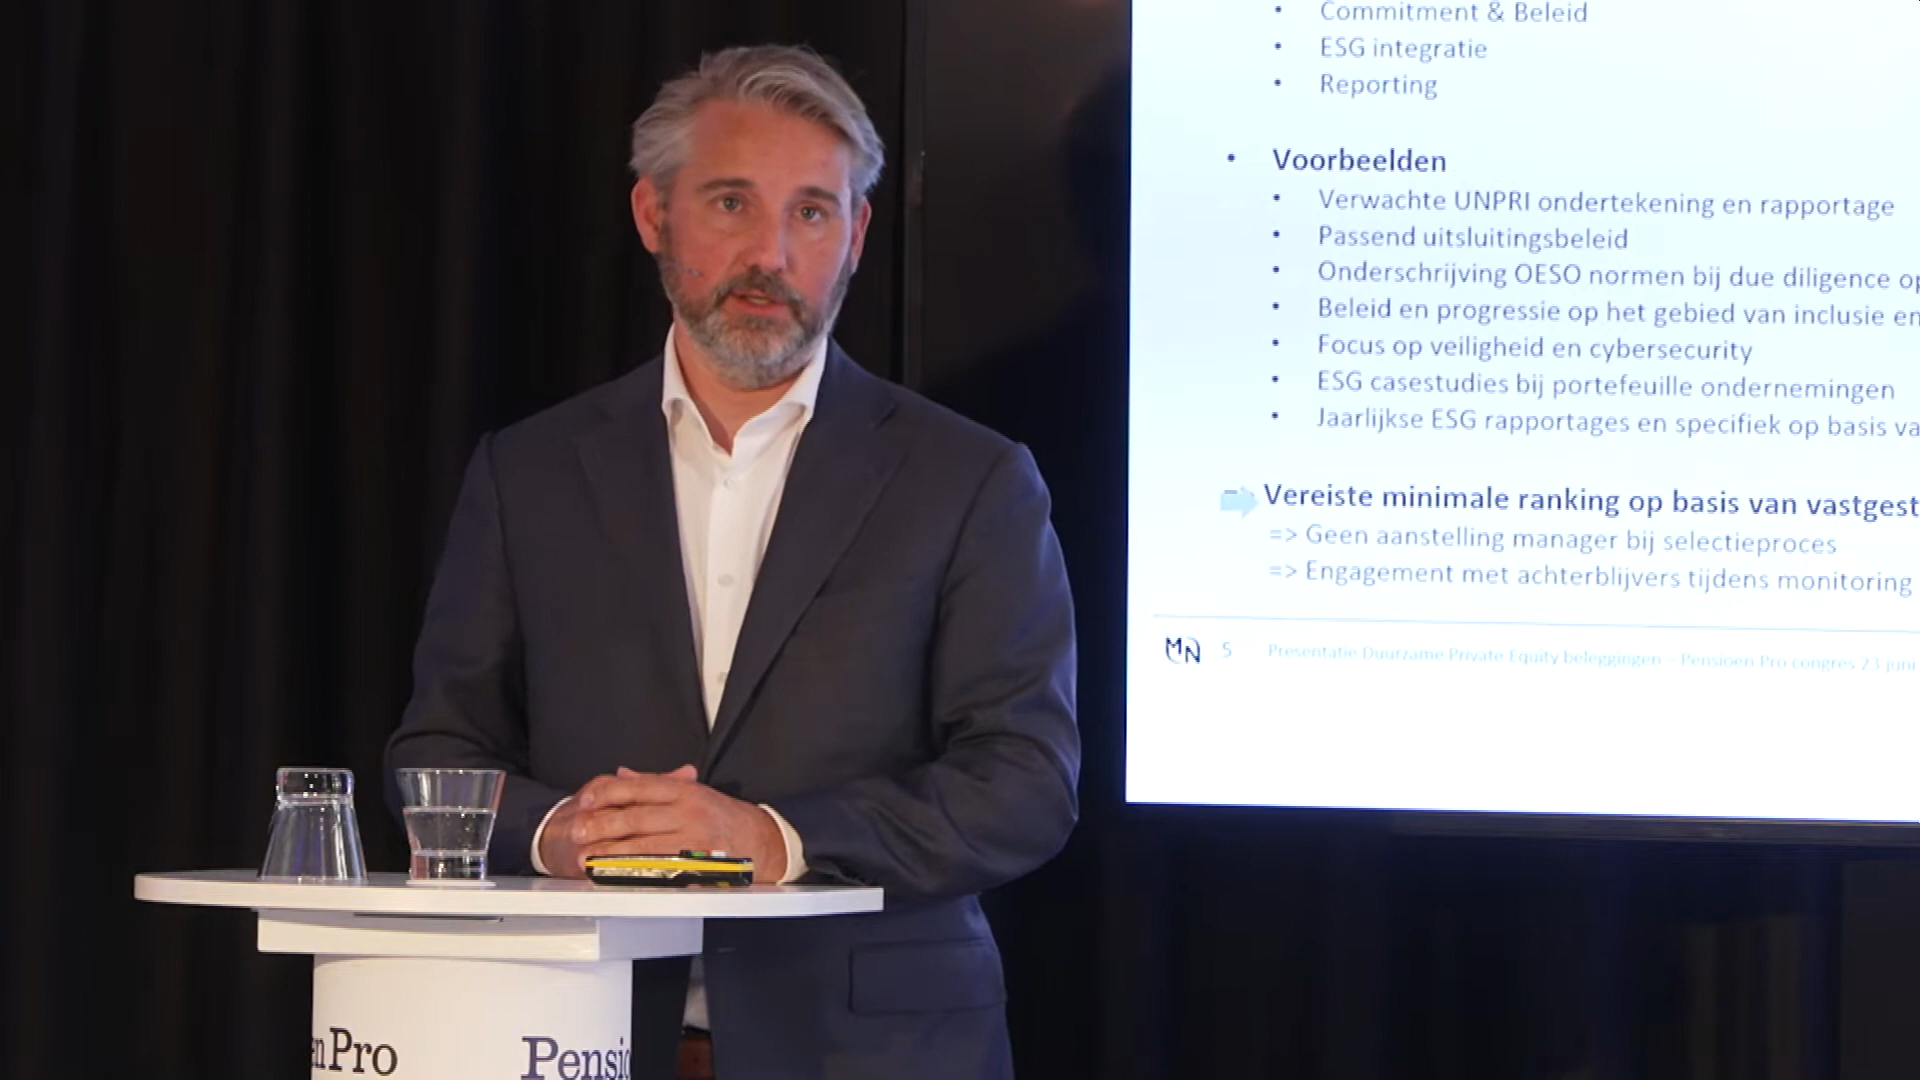 Commitment & Beleid
ESG integratie
Reporting
Voorbeelden
Verwachte UNPRI ondertekening en rapportage
Passend uitsluitingsbeleid
Onderschrijving OESO normen bij due diligence op
Beleid en progressie op het gebied van inclusie en
Focus op veiligheid en cybersecurity
ESG casestudies bij portefeuille ondernemingen
Jaarlijkse ESG rapportages en specifiek op basis va
Vereiste minimale ranking op basis van vastgest
=> Geen aanstelling manager bij selectieproces
=> Engagement met achterblijvers tijdens monitoring
MN 5 Presentatie Duurzame Private Equity beleggingen – Pensioen Pro congres 23 juni
en Pro
Pensio